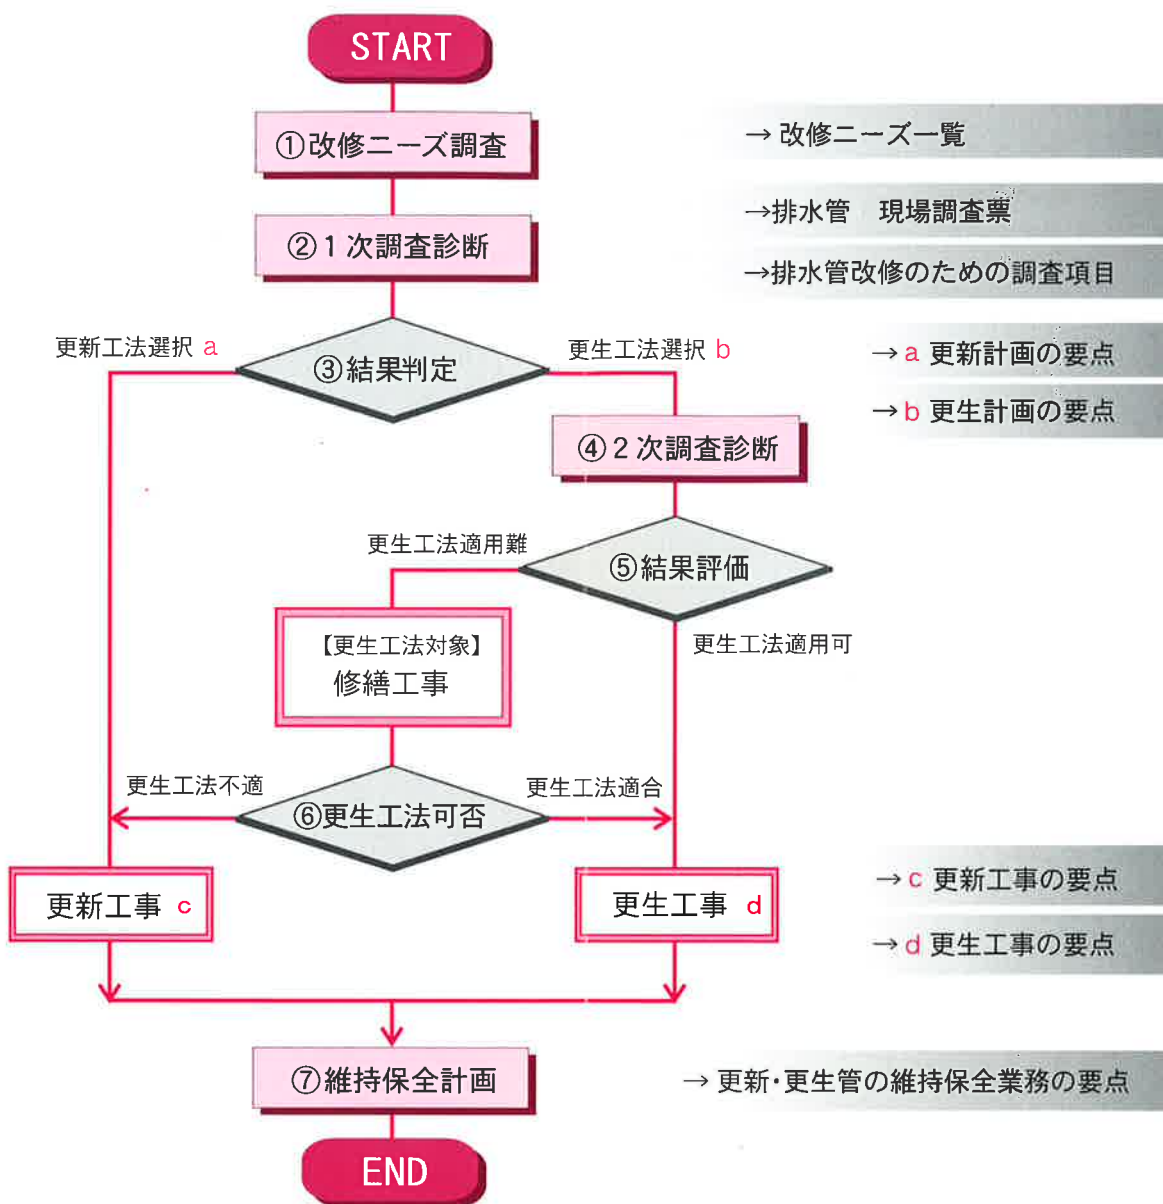 START
①改修ニーズ調査
→ 改修ニーズ一覧
②1次調査診断
→排水管 現場調査票
→排水管改修のための調査項目
更新工法選択 a
③結果判定
更生工法選択 b
→ a 更新計画の要点
→ b 更生計画の要点
④2次調査診断
更生工法適用難
⑤結果評価
【更生工法対象】
修繕工事
更生工法適用可
更生工法不適
⑥更生工法可否
更生工法適合
更新工事 c
更生工事 d
→ c 更新工事の要点
→ d 更生工事の要点
⑦維持保全計画
→ 更新・更生管の維持保全業務の要点
END